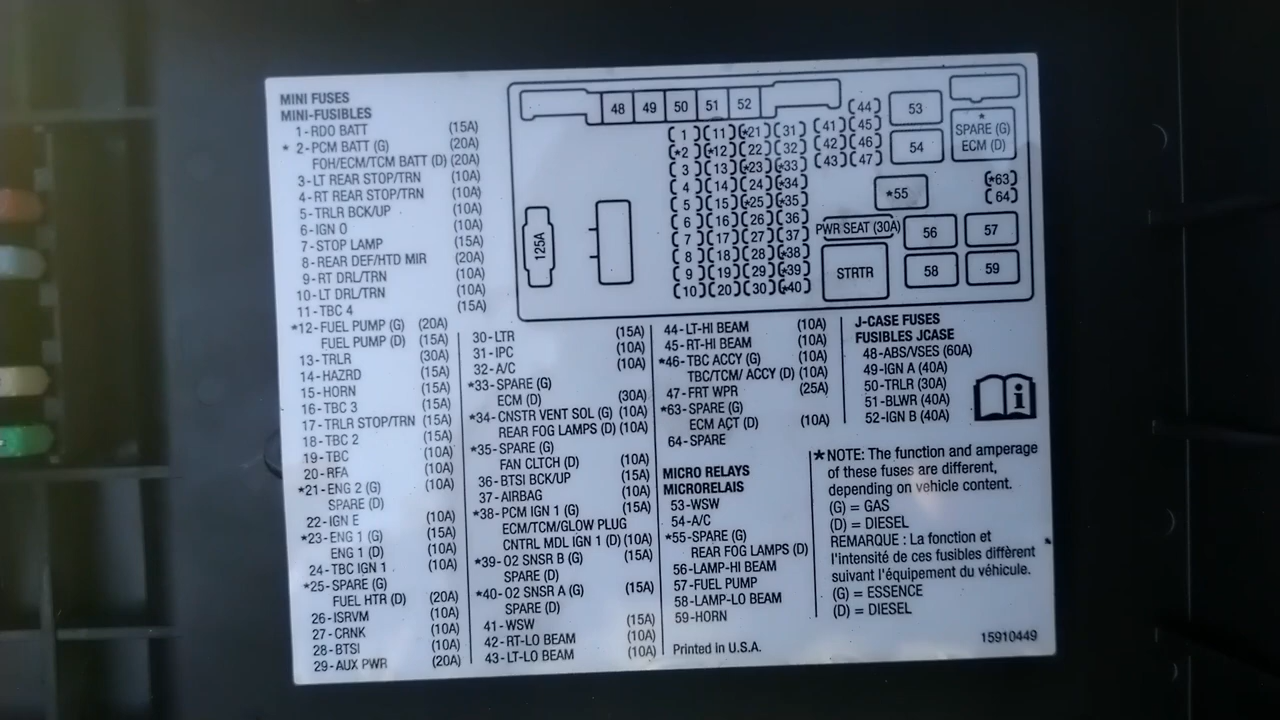 MINI FUSES
MINI-FUSIBLES
1-RDO BATT (15A)
* 2-PCM BATT (G) (20A)
FOH/ECM/TCM BATT (D) (20A)
3-LT REAR STOP/TRN (10A)
4-RT REAR STOP/TRN (10A)
5-TRLR BCK/UP (10A)
6-IGN 0 (10A)
7-STOP LAMP (15A)
8-REAR DEF/HTD MIR (20A)
9-RT DRL/TRN (10A)
10-LT DRL/TRN (10A)
11-TBC 4 (15A)
*12-FUEL PUMP (G) (20A)
FUEL PUMP (D) (15A)
13-TRLR (30A)
14-HAZRD (15A)
15-HORN (15A)
16-TBC 3 (15A)
17-TRLR STOP/TRN (15A)
18-TBC 2 (15A)
19-TBC (10A)
20-RFA (10A)
*21-ENG 2 (G) (10A)
SPARE (D)
22-IGN E (10A)
*23-ENG 1 (G) (15A)
ENG 1 (D) (10A)
24-TBC IGN 1 (10A)
*25-SPARE (G)
FUEL HTR (D) (20A)
26-ISRVM (10A)
27-CRNK (10A)
28-BTSI (10A)
29-AUX PWR (20A)
30-LTR (15A)
31-IPC (10A)
32-A/C (10A)
*33-SPARE (G)
ECM (D) (30A)
*34-CNSTR VENT SOL (G) (10A)
REAR FOG LAMPS (D) (10A)
*35-SPARE (G)
FAN CLTCH (D) (10A)
36-BTSI BCK/UP (15A)
37-AIRBAG (10A)
*38-PCM IGN 1 (G) (15A)
ECM/TCM/GLOW PLUG
CNTRL MDL IGN 1 (D) (10A)
*39-O2 SNSR B (G) (15A)
SPARE (D)
*40-O2 SNSR A (G) (15A)
SPARE (D)
41-WSW (15A)
42-RT-LO BEAM (10A)
43-LT-LO BEAM (10A)
44-LT-HI BEAM (10A)
45-RT-HI BEAM (10A)
*46-TBC ACCY (G) (10A)
TBC/TCM/ ACCY (D) (10A)
47-FRT WPR (25A)
*63-SPARE (G)
ECM ACT (D) (10A)
64-SPARE
MICRO RELAYS
MICRORELAIS
53-WSW
54-A/C
*55-SPARE (G)
REAR FOG LAMPS (D)
56-LAMP-HI BEAM
57-FUEL PUMP
58-LAMP-LO BEAM
59-HORN
Printed in U.S.A.
J-CASE FUSES
FUSIBLES JCASE
48-ABS/VSES (60A)
49-IGN A (40A)
50-TRLR (30A)
51-BLWR (40A)
52-IGN B (40A)
*NOTE: The function and amperage
of these fuses are different,
depending on vehicle content.
(G) = GAS
(D) = DIESEL
REMARQUE : La fonction et
l'intensité de ces fusibles diffèrent
suivant l'équipement du véhicule.
(G) = ESSENCE
(D) = DIESEL
15910449
48 49 50 51 52
1 11 *21 31
*2 *12 22 32
3 13 *23 *33
4 14 24 *34
5 15 *25 *35
6 16 26 36
7 17 27 37
8 18 28 *38
9 19 29 *39
10 20 30 *40
44
41 45
42 46
43 47
53
54
*
SPARE (G)
ECM (D)
*55
*63
64
PWR SEAT (30A)
56 57
STRTR
58 59
125A
i